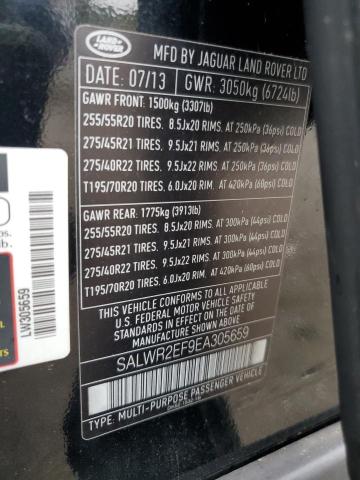 LAND
ROVER
MFD BY JAGUAR LAND ROVER LTD
DATE: 07/13 GWR: 3050kg (6724lb)
GAWR FRONT: 1500kg (3307lb)
255/55R20 TIRES. 8.5Jx20 RIMS. AT 250kPa (36psi) COLD
275/45R21 TIRES. 9.5Jx21 RIMS. AT 250kPa (36psi) COLD
275/40R22 TIRES. 9.5Jx22 RIMS. AT 250kPa (36psi) COLD
T195/70R20 TIRES. 6.0Jx20 RIM. AT 420kPa (60psi) COLD
GAWR REAR: 1775kg (3913lb)
255/55R20 TIRES. 8.5Jx20 RIMS. AT 300kPa (44psi) COLD
275/45R21 TIRES. 9.5Jx21 RIMS. AT 300kPa (44psi) COLD
275/40R22 TIRES. 9.5Jx22 RIMS. AT 300kPa (44psi) COLD
T195/70R20 TIRES. 6.0Jx20 RIM. AT 420kPa (60psi) COLD
THIS VEHICLE CONFORMS TO ALL APPLICABLE
U.S. FEDERAL MOTOR VEHICLE SAFETY AND THEFT
PREVENTION STANDARDS IN EFFECT ON THE DATE
OF MANUFACTURE SHOWN ABOVE.
SALWR2EF9EA305659
TYPE: MULTI-PURPOSE PASSENGER VEHICLE
LW305659